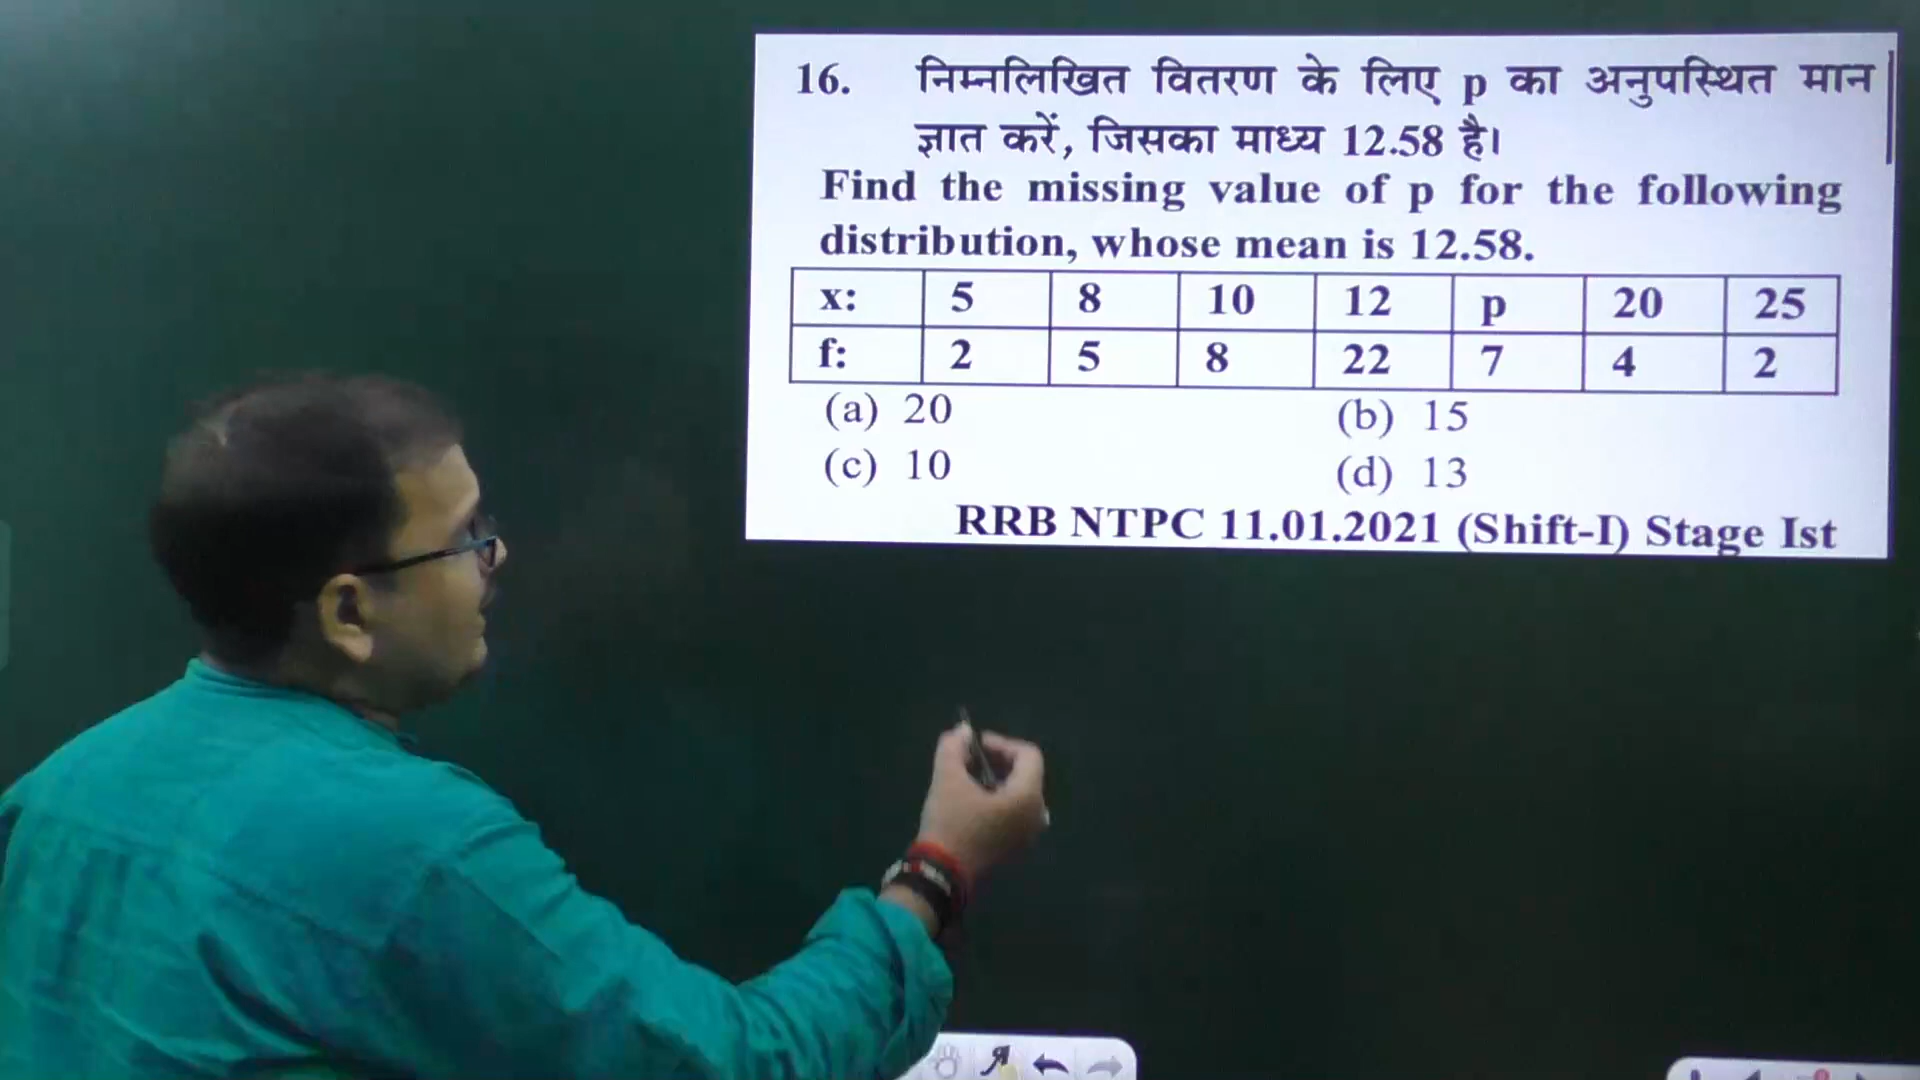 16. निम्नलिखित वितरण के लिए p का अनुपस्थित मान
ज्ञात करें, जिसका माध्य 12.58 है।
Find the missing value of p for the following
distribution, whose mean is 12.58.
x: 5 8 10 12 p 20 25
f: 2 5 8 22 7 4 2
(a) 20 (b) 15
(c) 10 (d) 13
RRB NTPC 11.01.2021 (Shift-I) Stage Ist